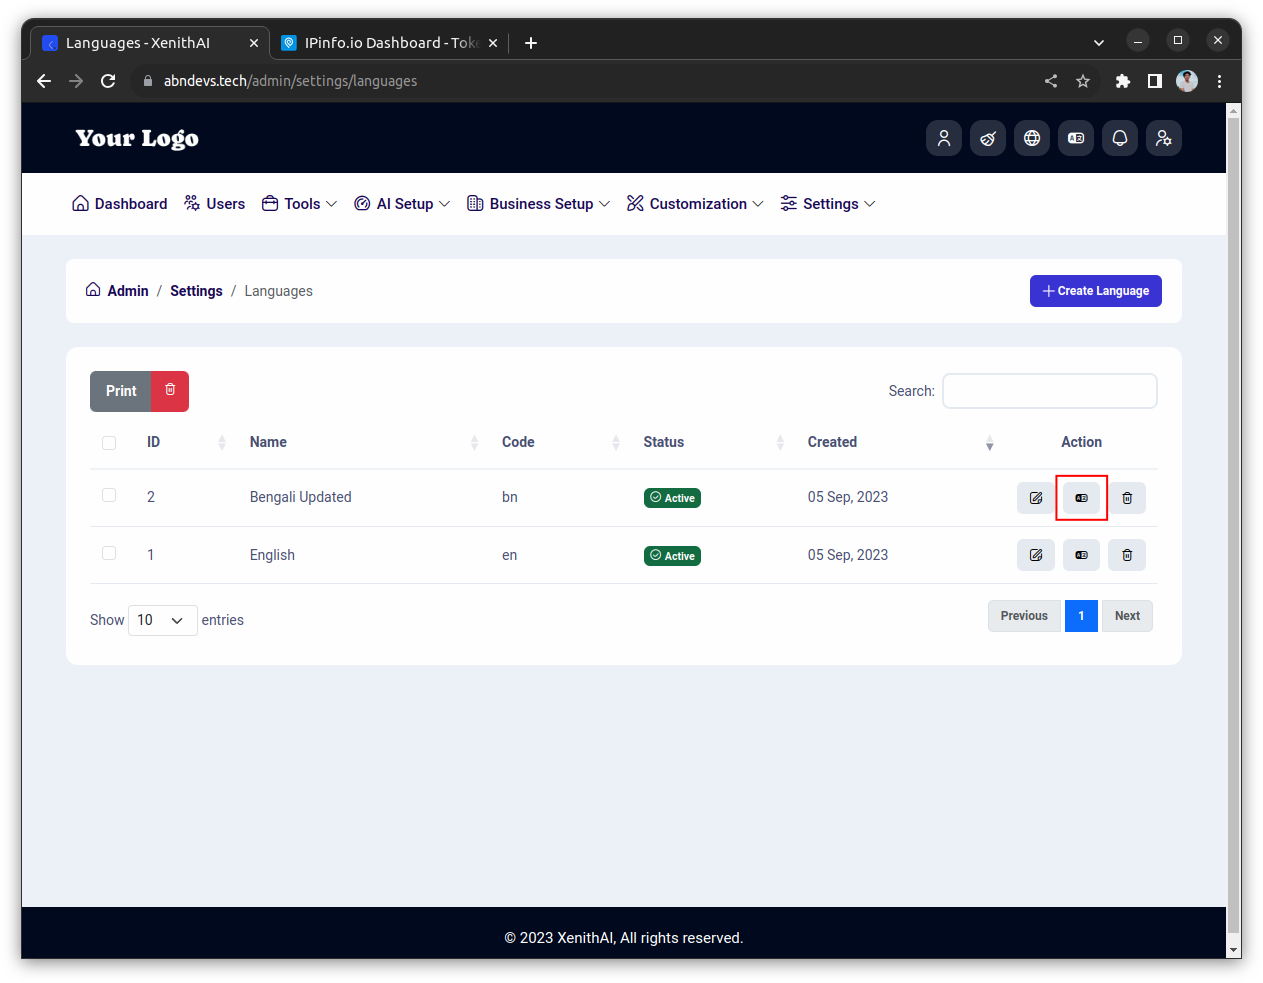 Languages - XenithAI
IPinfo.io Dashboard - Toke
abndevs.tech/admin/settings/languages
Your Logo
Dashboard Users Tools AI Setup Business Setup Customization Settings
Admin / Settings / Languages
Create Language
Print
Search:
ID Name Code Status Created Action
2 Bengali Updated bn Active 05 Sep, 2023
1 English en Active 05 Sep, 2023
Show 10 entries
Previous 1 Next
© 2023 XenithAI, All rights reserved.